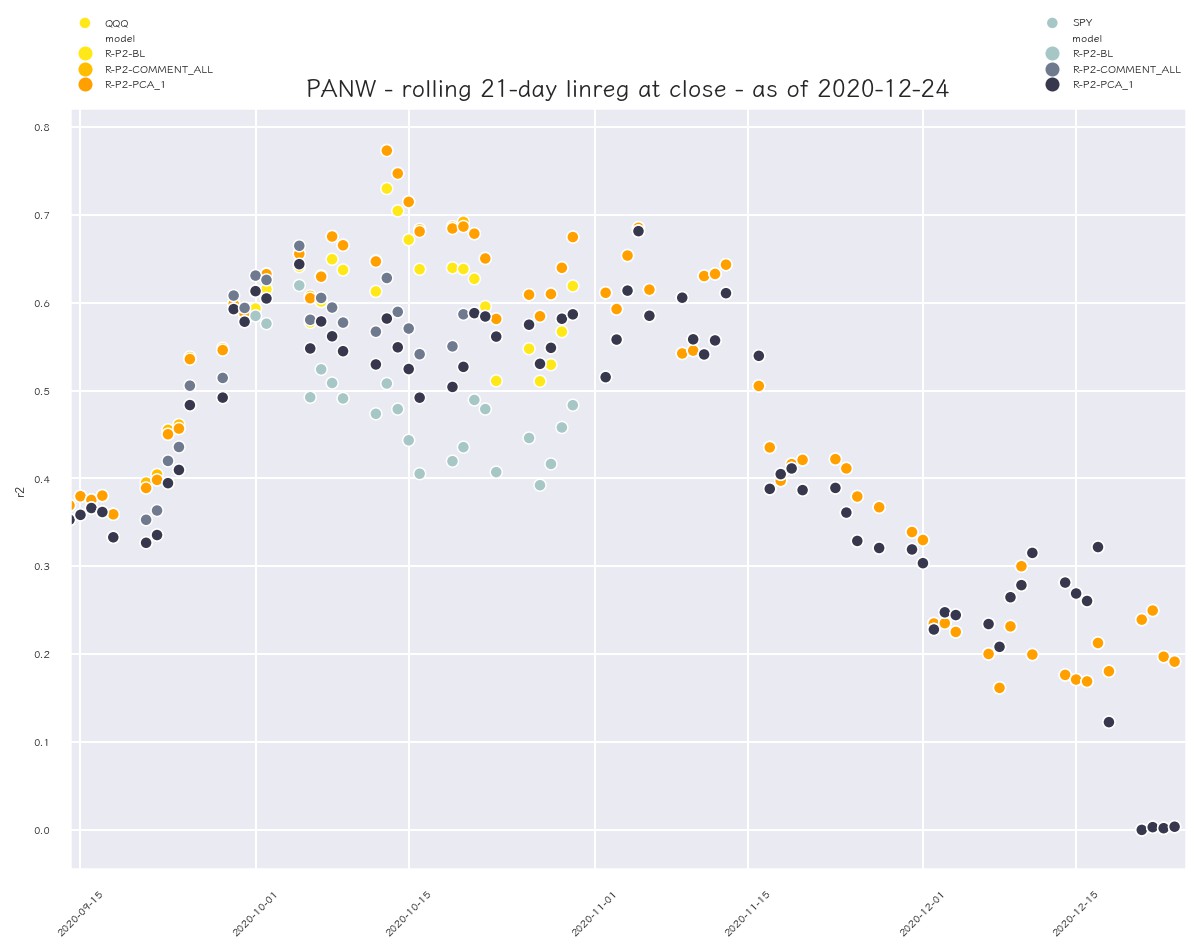 QQQ
model
R-P2-BL
R-P2-COMMENT_ALL
R-P2-PCA_1
SPY
model
R-P2-BL
R-P2-COMMENT_ALL
R-P2-PCA_1
PANW - rolling 21-day linreg at close - as of 2020-12-24
0.8
0.7
0.6
0.5
0.4
0.3
0.2
0.1
0.0
r2
2020-09-15
2020-10-01
2020-10-15
2020-11-01
2020-11-15
2020-12-01
2020-12-15